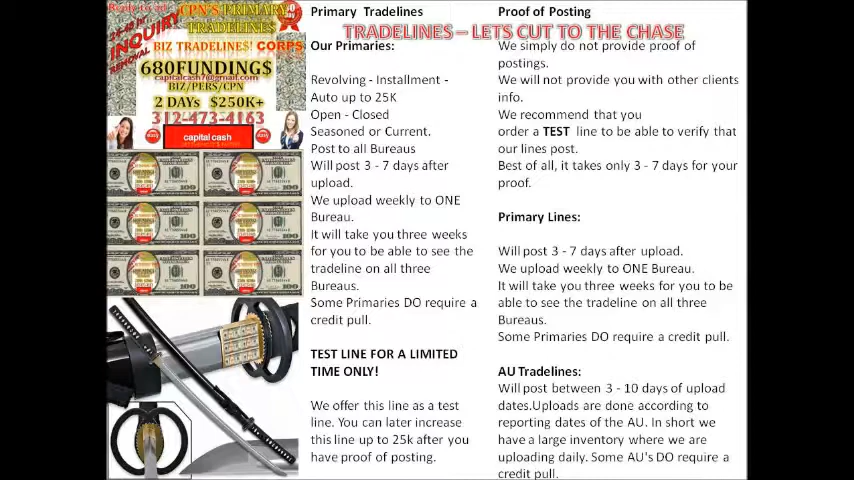 Ready to ad
CPN'S PRIMARY
TRADELINES
24-48 hr
INQUIRY
REMOVAL
BIZ TRADELINES! CORPS
680FUNDING$
capitalcash7@gmail.com
BIZ/PERS/CPN
2 DAYs $250K+
312-473-4163
easy
capital cash
easy
TRADELINES – LETS CUT TO THE CHASE
Primary Tradelines
Our Primaries:
Revolving - Installment -
Auto up to 25K
Open - Closed
Seasoned or Current.
Post to all Bureaus
Will post 3 - 7 days after
upload.
We upload weekly to ONE
Bureau.
It will take you three weeks
for you to be able to see the
tradeline on all three
Bureaus.
Some Primaries DO require a
credit pull.
TEST LINE FOR A LIMITED
TIME ONLY!
We offer this line as a test
line. You can later increase
this line up to 25k after you
have proof of posting.
Proof of Posting
We simply do not provide proof of
postings.
We will not provide you with other clients
info.
We recommend that you
order a TEST line to be able to verify that
our lines post.
Best of all, it takes only 3 - 7 days for your
proof.
Primary Lines:
Will post 3 - 7 days after upload.
We upload weekly to ONE Bureau.
It will take you three weeks for you to be
able to see the tradeline on all three
Bureaus.
Some Primaries DO require a credit pull.
AU Tradelines:
Will post between 3 - 10 days of upload
dates.Uploads are done according to
reporting dates of the AU. In short we
have a large inventory where we are
uploading daily. Some AU's DO require a
credit pull.